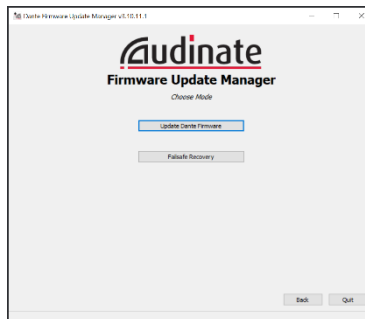 Dante Firmware Update Manager v3.10.11.1
Audinate
Firmware Update Manager
Choose Mode
Update Dante Firmware
Failsafe Recovery
Back
Quit